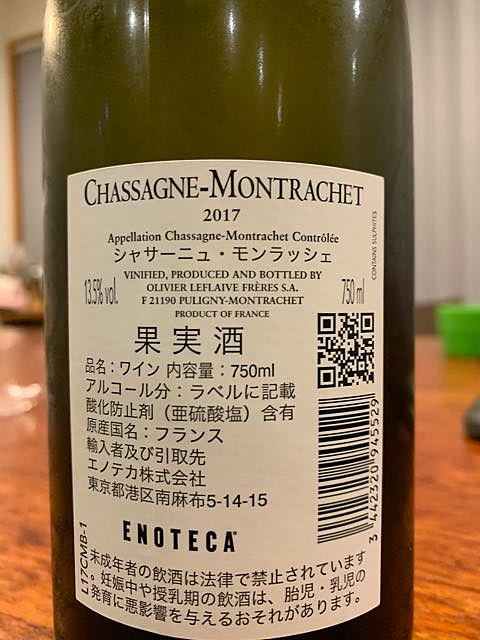 CHASSAGNE-MONTRACHET
2017
Appellation Chassagne-Montrachet Contrôlée
シャサーニュ・モンラッシェ
VINIFIED, PRODUCED AND BOTTLED BY
OLIVIER LEFLAIVE FRÈRES S.A.
F 21190 PULIGNY-MONTRACHET
PRODUCT OF FRANCE
13.5% vol.
750 ml
CONTAINS SULPHITES
果実酒
品名：ワイン 内容量：750ml
アルコール分：ラベルに記載
酸化防止剤（亜硫酸塩）含有
原産国名：フランス
輸入者及び引取先
エノテカ株式会社
東京都港区南麻布5-14-15
3 442320 945529
ENOTECA
L17CMB-1
未成年者の飲酒は法律で禁止されています
。妊娠中や授乳期の飲酒は、胎児・乳児の
発育に悪影響を与えるおそれがあります。